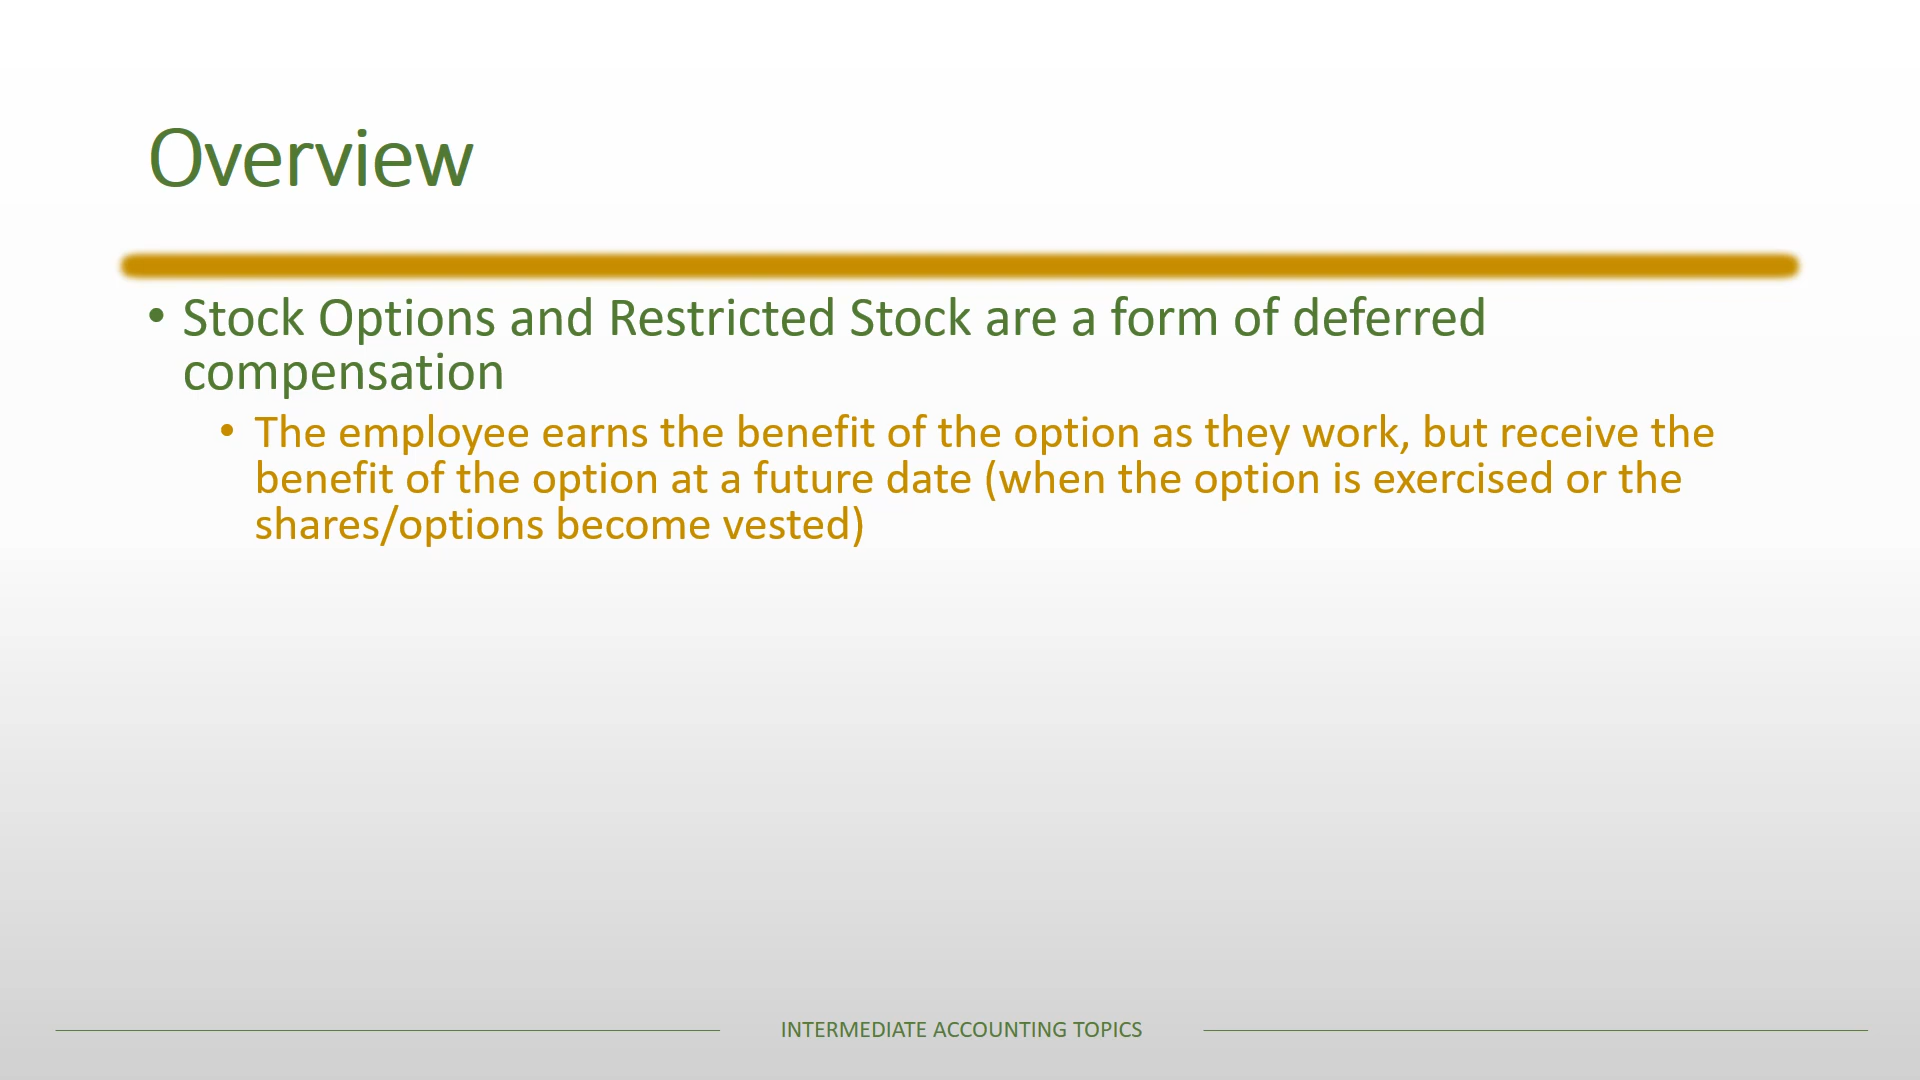 Overview
• Stock Options and Restricted Stock are a form of deferred
compensation
• The employee earns the benefit of the option as they work, but receive the
benefit of the option at a future date (when the option is exercised or the
shares/options become vested)
INTERMEDIATE ACCOUNTING TOPICS